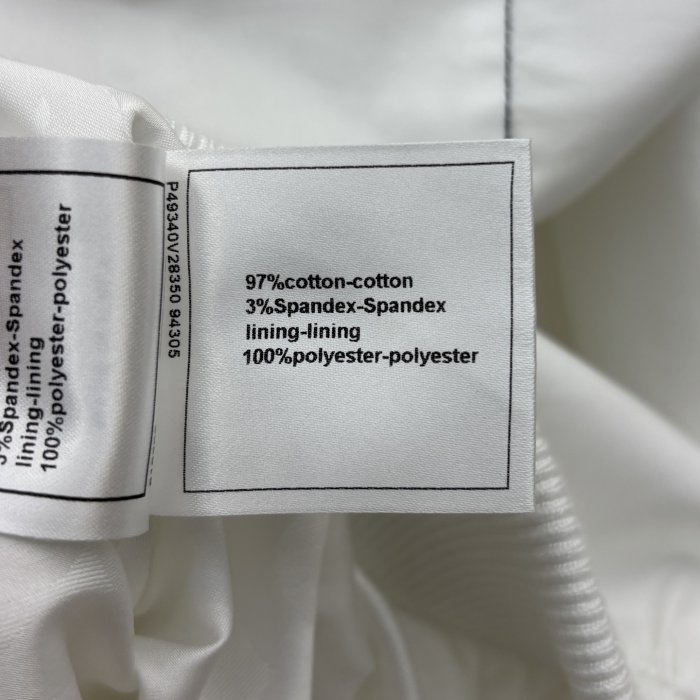 3%Spandex-Spandex
lining-lining
100%polyester-polyester
P49340V28350 94305
97%cotton-cotton
3%Spandex-Spandex
lining-lining
100%polyester-polyester